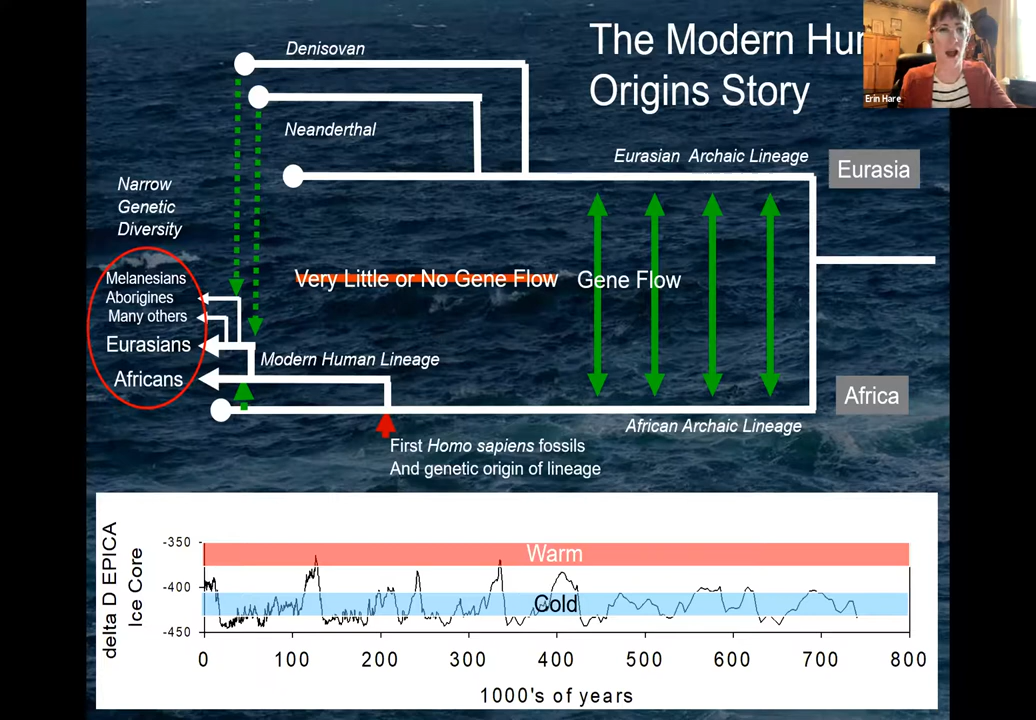 The Modern Hu
Origins Story
Erin Hare
Denisovan
Neanderthal
Eurasian Archaic Lineage
Eurasia
Narrow
Genetic
Diversity
Very Little or No Gene Flow
Gene Flow
Melanesians
Aborigines
Many others
Eurasians
Africans
Modern Human Lineage
Africa
African Archaic Lineage
First Homo sapiens fossils
And genetic origin of lineage
delta D EPICA
Ice Core
-350
-400
-450
Warm
Cold
0 100 200 300 400 500 600 700 800
1000's of years